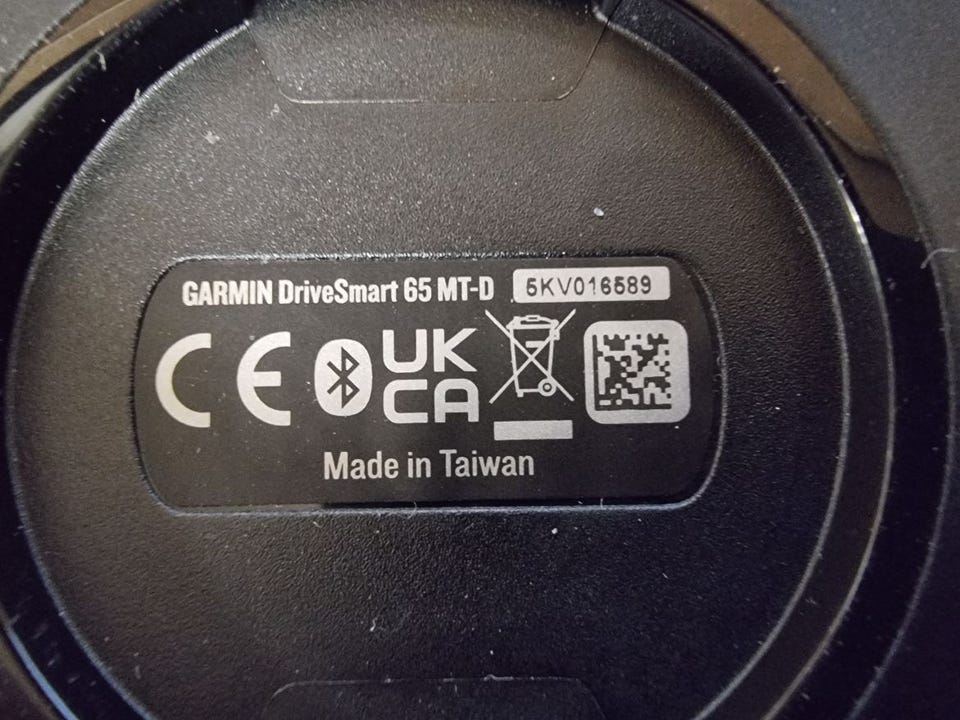 GARMIN DriveSmart 65 MT-D 5KV016589
CE UK
CA
Made in Taiwan